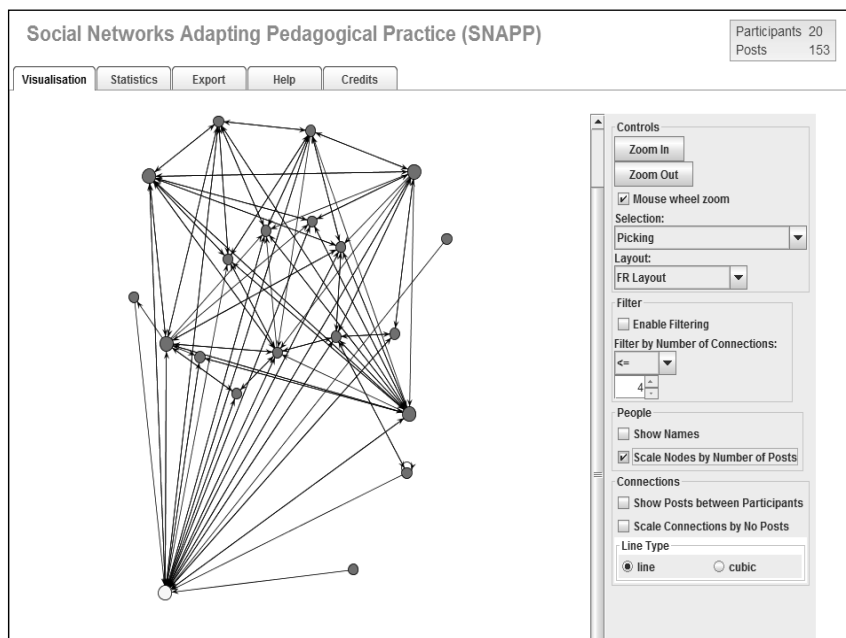 Social Networks Adapting Pedagogical Practice (SNAPP)
Participants 20
Posts 153
Visualisation
Statistics
Export
Help
Credits
Controls
Zoom In
Zoom Out
Mouse wheel zoom
Selection:
Picking
Layout:
FR Layout
Filter
Enable Filtering
Filter by Number of Connections:
<=
4
People
Show Names
Scale Nodes by Number of Posts
Connections
Show Posts between Participants
Scale Connections by No Posts
Line Type
line
cubic